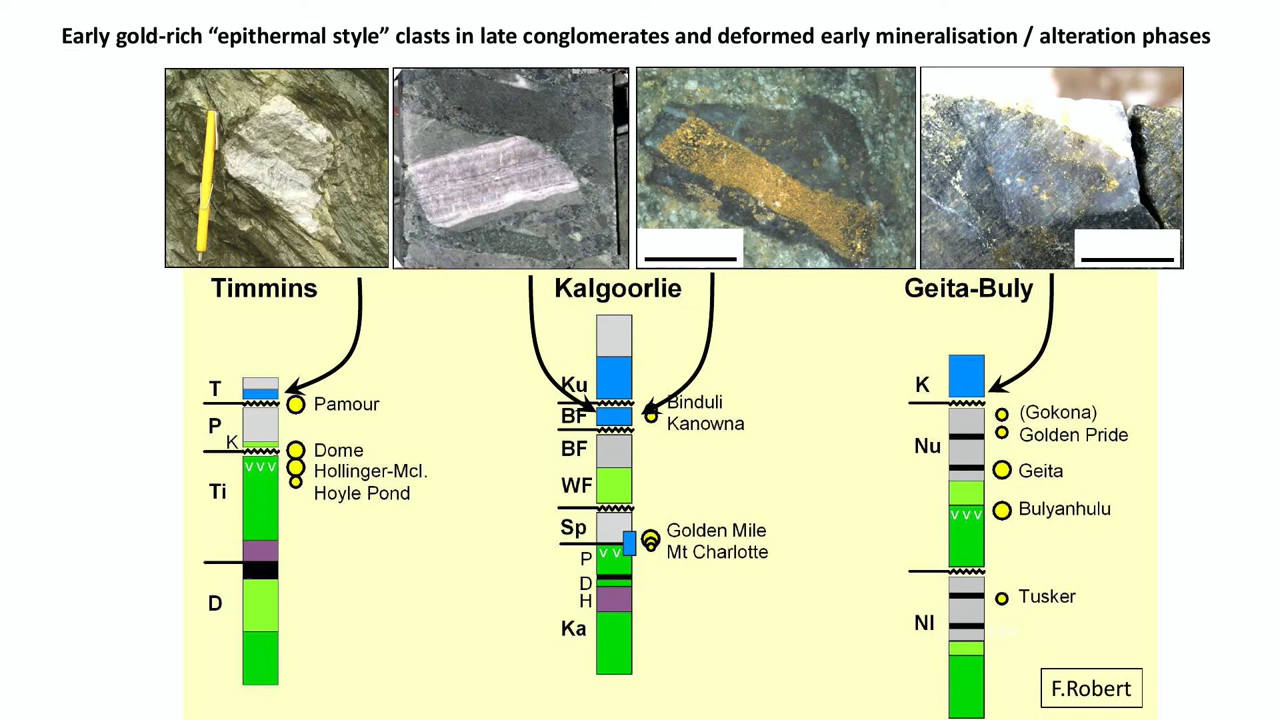 Early gold-rich “epithermal style” clasts in late conglomerates and deformed early mineralisation / alteration phases
Timmins
T
P
K
Ti
D
V V V
Pamour
Dome
Hollinger-Mcl.
Hoyle Pond
Kalgoorlie
Ku
BF
BF
WF
Sp
P
D
H
Ka
V V
Binduli
Kanowna
Golden Mile
Mt Charlotte
Geita-Buly
K
Nu
Nl
V V V
(Gokona)
Golden Pride
Geita
Bulyanhulu
Tusker
F.Robert